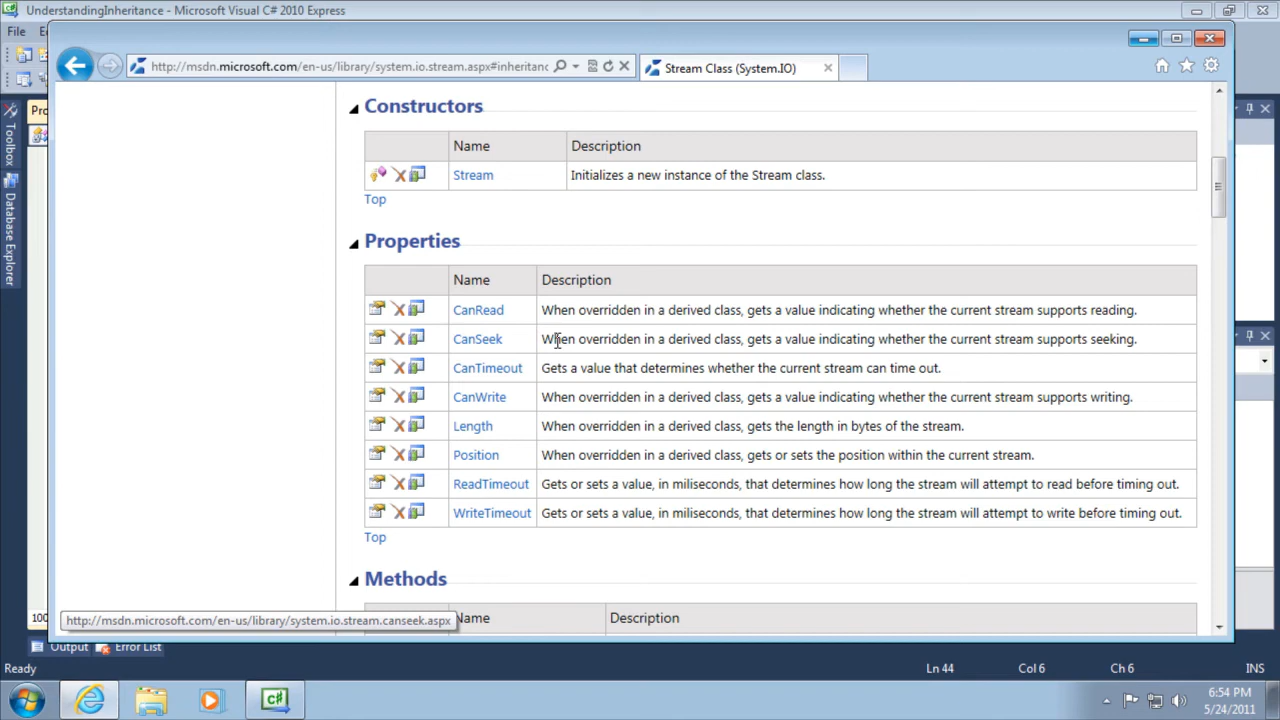 UnderstandingInheritance - Microsoft Visual C# 2010 Express
File
http://msdn.microsoft.com/en-us/library/system.io.stream.aspx#inheritanc
Stream Class (System.IO)
Toolbox
Database Explorer
Constructors
Name Description
Stream Initializes a new instance of the Stream class.
Top
Properties
Name Description
CanRead When overridden in a derived class, gets a value indicating whether the current stream supports reading.
CanSeek When overridden in a derived class, gets a value indicating whether the current stream supports seeking.
CanTimeout Gets a value that determines whether the current stream can time out.
CanWrite When overridden in a derived class, gets a value indicating whether the current stream supports writing.
Length When overridden in a derived class, gets the length in bytes of the stream.
Position When overridden in a derived class, gets or sets the position within the current stream.
ReadTimeout Gets or sets a value, in miliseconds, that determines how long the stream will attempt to read before timing out.
WriteTimeout Gets or sets a value, in miliseconds, that determines how long the stream will attempt to write before timing out.
Top
Methods
Name Description
http://msdn.microsoft.com/en-us/library/system.io.stream.canseek.aspx
100
Output Error List
Ready Ln 44 Col 6 Ch 6 INS
C#
6:54 PM
5/24/2011